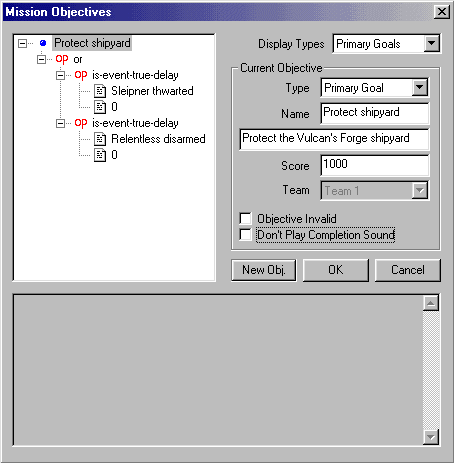 Mission Objectives
Protect shipyard
op or
op is-event-true-delay
Sleipner thwarted
0
op is-event-true-delay
Relentless disarmed
0
Display Types Primary Goals
Current Objective
Type Primary Goal
Name Protect shipyard
Protect the Vulcan's Forge shipyard
Score 1000
Team Team 1
Objective Invalid
Don't Play Completion Sound
New Obj. OK Cancel